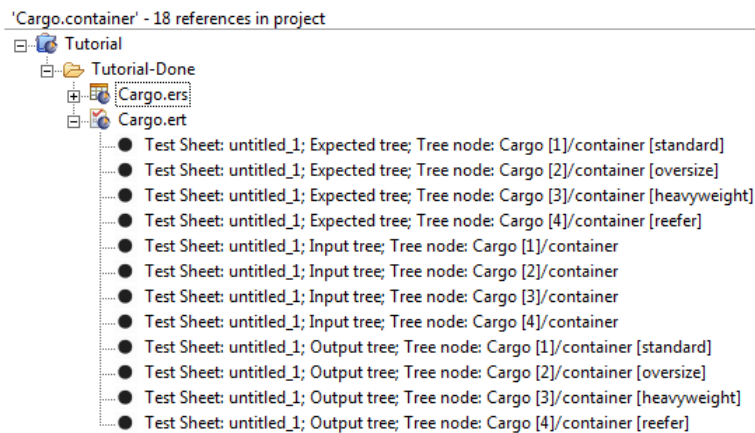 'Cargo.container' - 18 references in project
Tutorial
Tutorial-Done
Cargo.ers
Cargo.ert
Test Sheet: untitled_1; Expected tree; Tree node: Cargo [1]/container [standard]
Test Sheet: untitled_1; Expected tree; Tree node: Cargo [2]/container [oversize]
Test Sheet: untitled_1; Expected tree; Tree node: Cargo [3]/container [heavyweight]
Test Sheet: untitled_1; Expected tree; Tree node: Cargo [4]/container [reefer]
Test Sheet: untitled_1; Input tree; Tree node: Cargo [1]/container
Test Sheet: untitled_1; Input tree; Tree node: Cargo [2]/container
Test Sheet: untitled_1; Input tree; Tree node: Cargo [3]/container
Test Sheet: untitled_1; Input tree; Tree node: Cargo [4]/container
Test Sheet: untitled_1; Output tree; Tree node: Cargo [1]/container [standard]
Test Sheet: untitled_1; Output tree; Tree node: Cargo [2]/container [oversize]
Test Sheet: untitled_1; Output tree; Tree node: Cargo [3]/container [heavyweight]
Test Sheet: untitled_1; Output tree; Tree node: Cargo [4]/container [reefer]